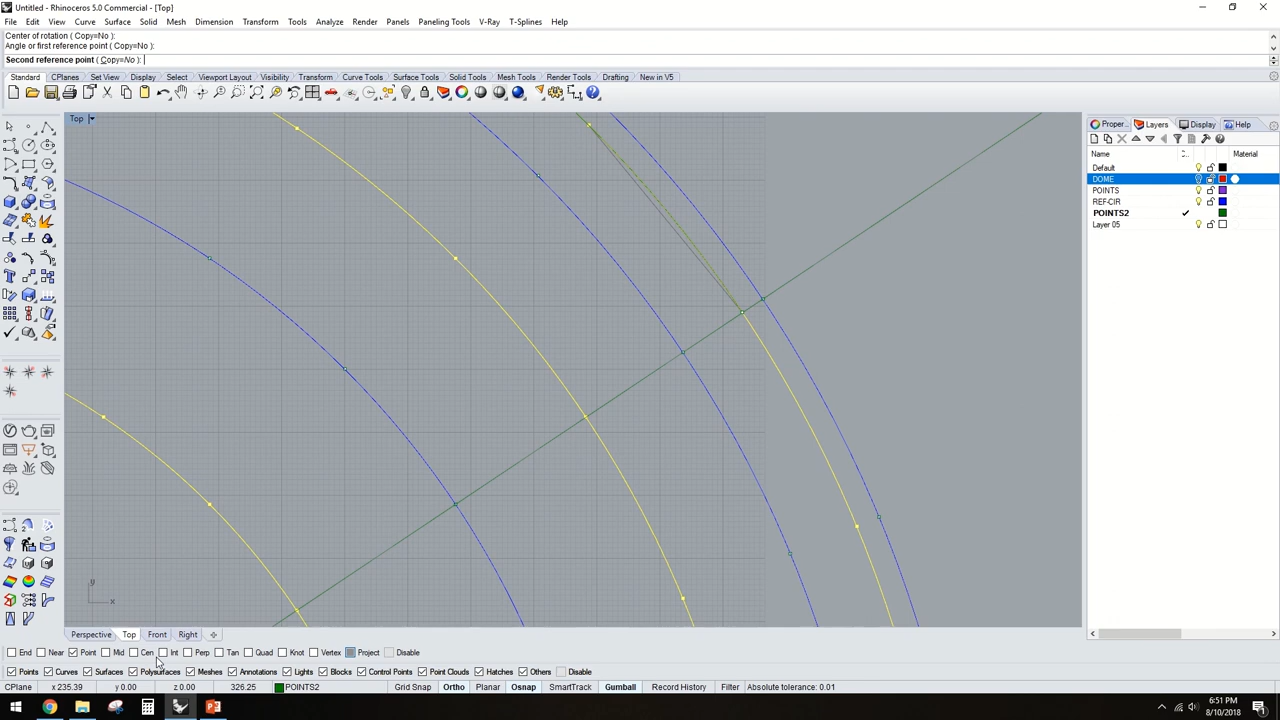 Untitled - Rhinoceros 5.0 Commercial - [Top]
File Edit View Curve Surface Solid Mesh Dimension Transform Tools Analyze Render Panels Paneling Tools V-Ray T-Splines Help
Center of rotation ( Copy=No ):
Angle or first reference point ( Copy=No ):
Second reference point ( Copy=No ):
Standard CPlanes Set View Display Select Viewport Layout Visibility Transform Curve Tools Surface Tools Solid Tools Mesh Tools Render Tools Drafting New in V5
Top
Proper... Layers Display Help
Name Material
Default
DOME
POINTS
REF-CIR
POINTS2
Layer 05
y
x
Perspective Top Front Right
End Near Point Mid Cen Int Perp Tan Quad Knot Vertex Project Disable
Points Curves Surfaces Polysurfaces Meshes Annotations Lights Blocks Control Points Point Clouds Hatches Others Disable
CPlane x 235.39 y 0.00 z 0.00 326.25 POINTS2 Grid Snap Ortho Planar Osnap SmartTrack Gumball Record History Filter Absolute tolerance: 0.01
6:51 PM
8/10/2018